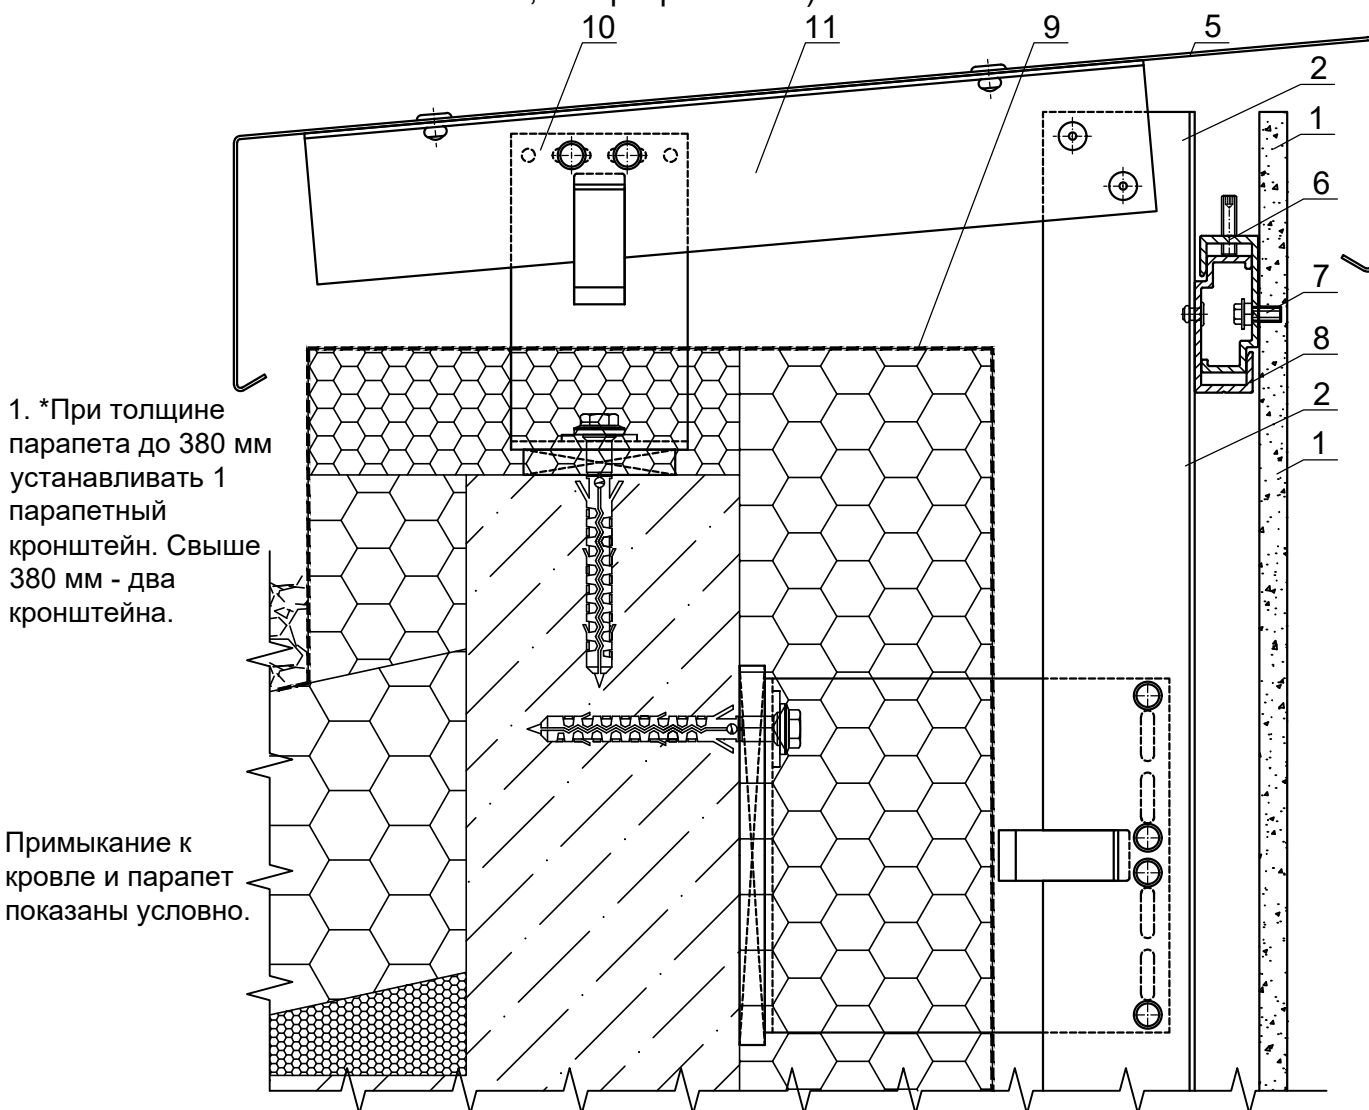 10
11
9
5
2
1
6
7
8
2
1
1. *При толщине
парапета до 380 мм
устанавливать 1
парапетный
кронштейн. Свыше
380 мм - два
кронштейна.
Примыкание к
кровле и парапет
показаны условно.